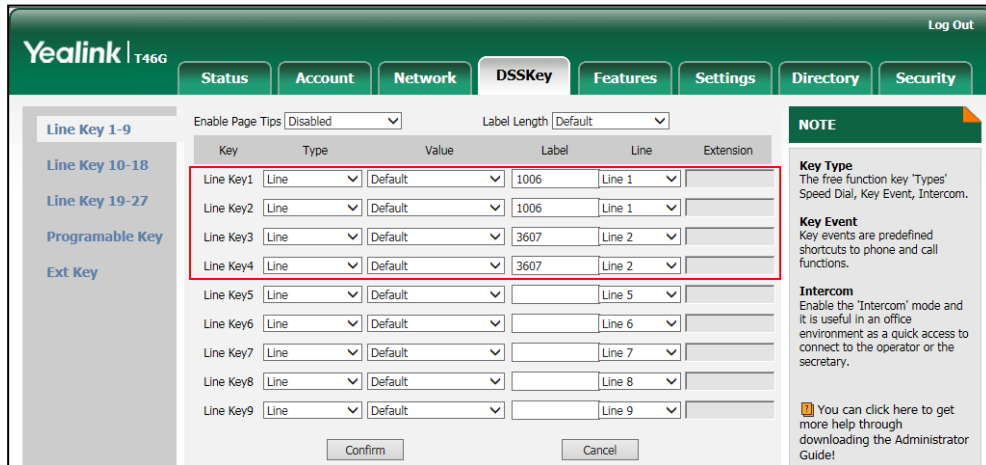 Log Out
Yealink T46G
Status Account Network DSSKey Features Settings Directory Security
Line Key 1-9
Line Key 10-18
Line Key 19-27
Programable Key
Ext Key
Enable Page Tips Disabled Label Length Default
Key Type Value Label Line Extension
Line Key1 Line Default 1006 Line 1
Line Key2 Line Default 1006 Line 1
Line Key3 Line Default 3607 Line 2
Line Key4 Line Default 3607 Line 2
Line Key5 Line Default Line 5
Line Key6 Line Default Line 6
Line Key7 Line Default Line 7
Line Key8 Line Default Line 8
Line Key9 Line Default Line 9
Confirm Cancel
NOTE
Key Type
The free function key 'Types'
Speed Dial, Key Event, Intercom.
Key Event
Key events are predefined
shortcuts to phone and call
functions.
Intercom
Enable the 'Intercom' mode and
it is useful in an office
environment as a quick access to
connect to the operator or the
secretary.
? You can click here to get
more help through
downloading the Administrator
Guide!